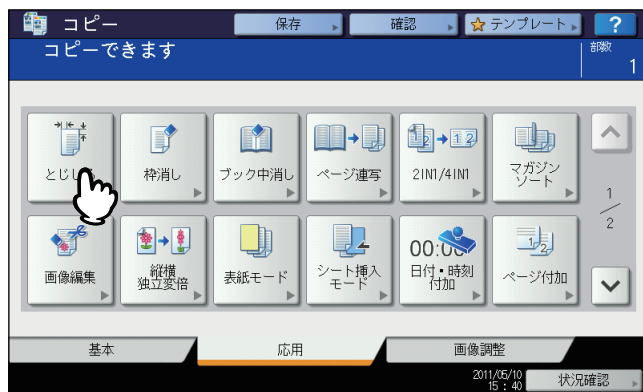 コピー
保存
確認
テンプレート
?
コピーできます
部数
1
とじし
枠消し
ブック中消し
ページ連写
2IN1/4IN1
マガジン
ソート
1
2
画像編集
縦横
独立変倍
表紙モード
シート挿入
モード
00:00
日付・時刻
付加
ページ付加
基本
応用
画像調整
2011/05/10
15:40
状況確認